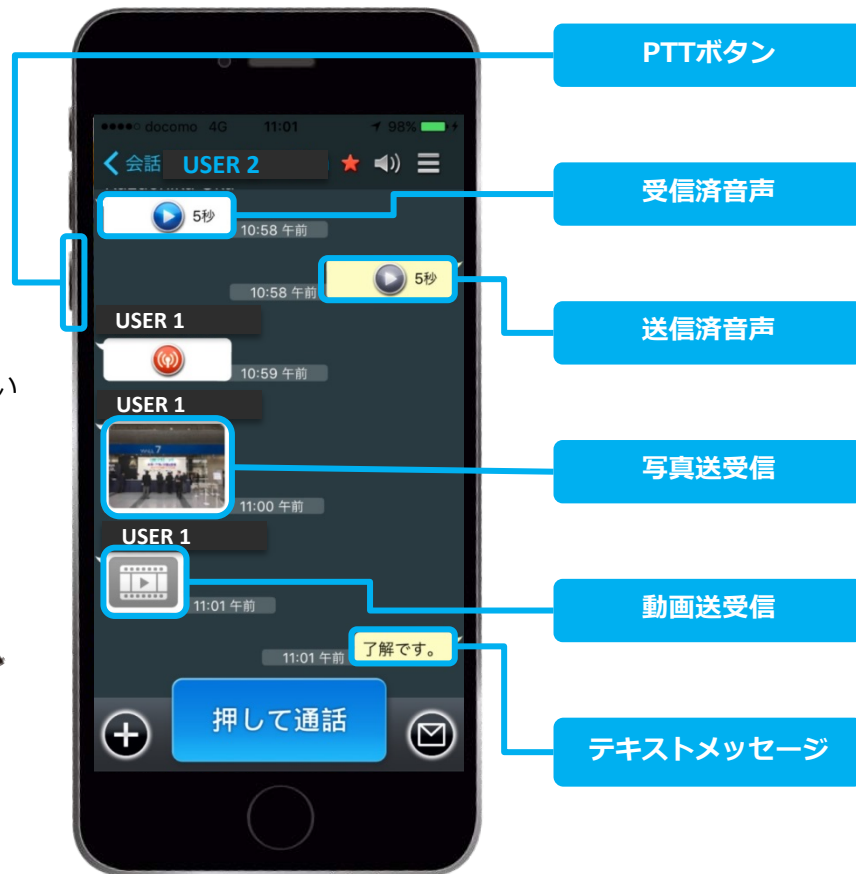 PTTボタン
docomo 4G 11:01 98%
会話 USER 2
5秒
10:58 午前
受信済音声
5秒
10:58 午前
送信済音声
USER 1
10:59 午前
い
USER 1
11:00 午前
写真送受信
USER 1
11:01 午前
動画送受信
了解です。
11:01 午前
押して通話
テキストメッセージ